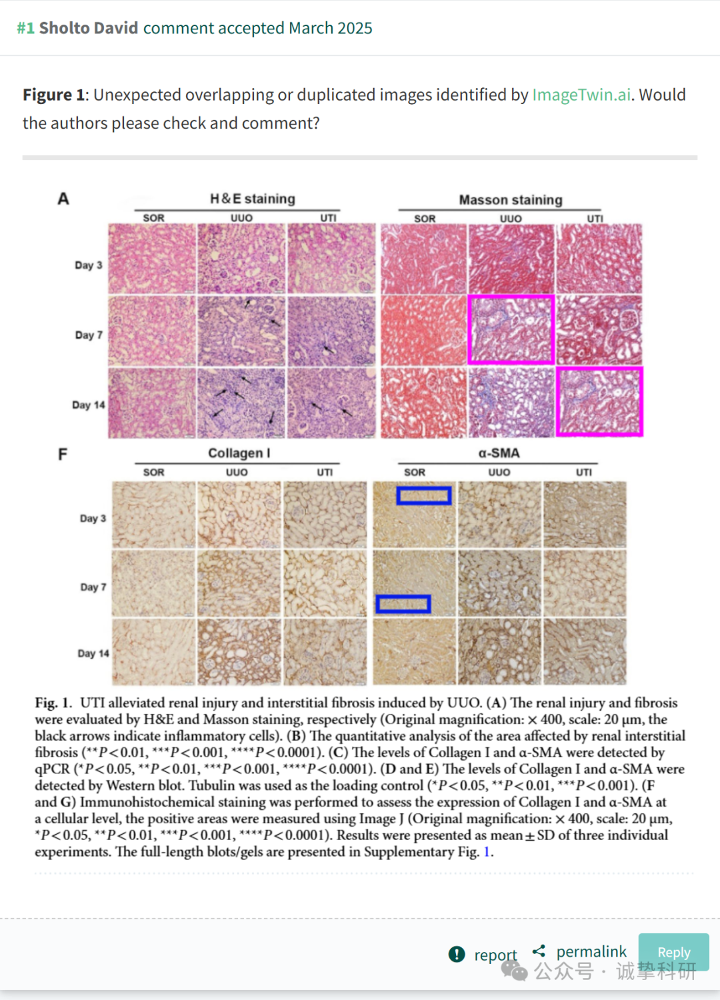 #1 Sholto David comment accepted March 2025
Figure 1: Unexpected overlapping or duplicated images identified by ImageTwin.ai. Would
the authors please check and comment?
A
H&E staining
Masson staining
SOR UUO UTI SOR UUO UTI
Day 3
Day 7
Day 14
F
Collagen I
α-SMA
SOR UUO UTI SOR UUO UTI
Day 3
Day 7
Day 14
Fig. 1. UTI alleviated renal injury and interstitial fibrosis induced by UUO. (A) The renal injury and fibrosis
were evaluated by H&E and Masson staining, respectively (Original magnification: × 400, scale: 20 μm, the
black arrows indicate inflammatory cells). (B) The quantitative analysis of the area affected by renal interstitial
fibrosis (**P<0.01, ***P<0.001, ****P<0.0001). (C) The levels of Collagen I and α-SMA were detected by
qPCR (*P<0.05, **P<0.01, ***P<0.001, ****P<0.0001). (D and E) The levels of Collagen I and α-SMA were
detected by Western blot. Tubulin was used as the loading control (*P<0.05, **P<0.01, ***P<0.001). (F
and G) Immunohistochemical staining was performed to assess the expression of Collagen I and α-SMA at
a cellular level, the positive areas were measured using Image J (Original magnification: × 400, scale: 20 μm,
*P<0.05, **P<0.01, ***P<0.001, ****P<0.0001). Results were presented as mean ± SD of three individual
experiments. The full-length blots/gels are presented in Supplementary Fig. 1.
report permalink Reply
公众号 · 诚挚科研